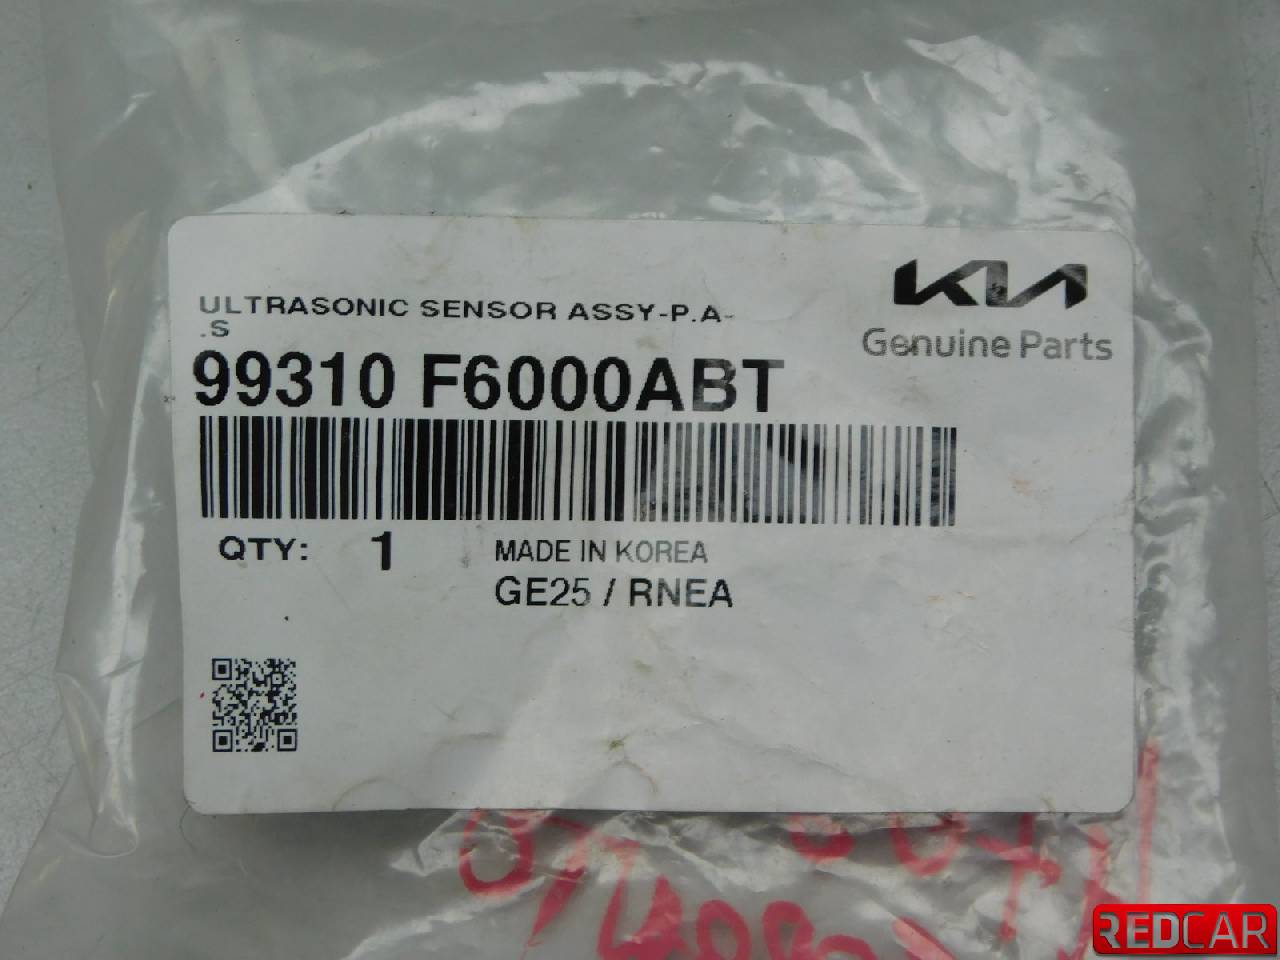 KIA
Genuine Parts
ULTRASONIC SENSOR ASSY-P.A-
.S
99310 F6000ABT
QTY: 1
MADE IN KOREA
GE25 / RNEA
REDCAR